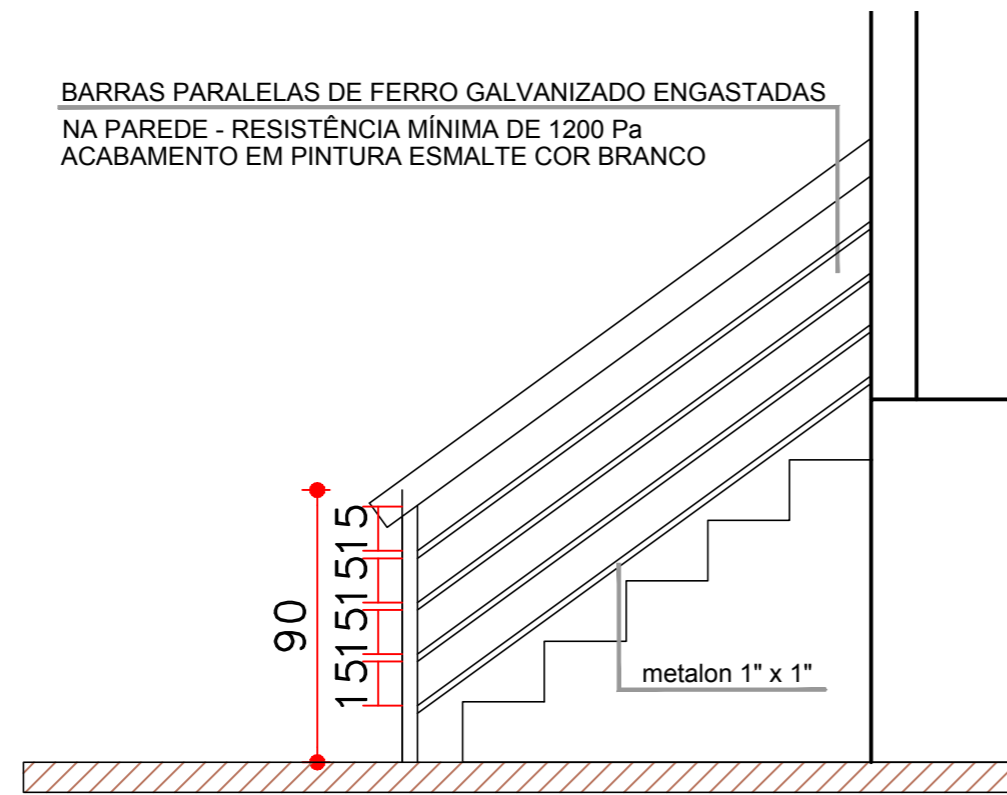 BARRAS PARALELAS DE FERRO GALVANIZADO ENGASTADAS
NA PAREDE - RESISTÊNCIA MÍNIMA DE 1200 Pa
ACABAMENTO EM PINTURA ESMALTE COR BRANCO
90
15
15
15
15
metalon 1" x 1"